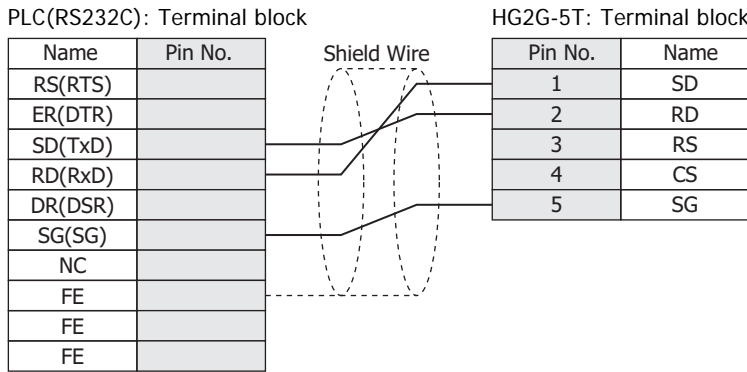 PLC(RS232C): Terminal block HG2G-5T: Terminal block
Name Pin No. Shield Wire Pin No. Name
RS(RTS) 1 SD
ER(DTR) 2 RD
SD(TxD) 3 RS
RD(RxD) 4 CS
DR(DSR) 5 SG
SG(SG)
NC
FE
FE
FE